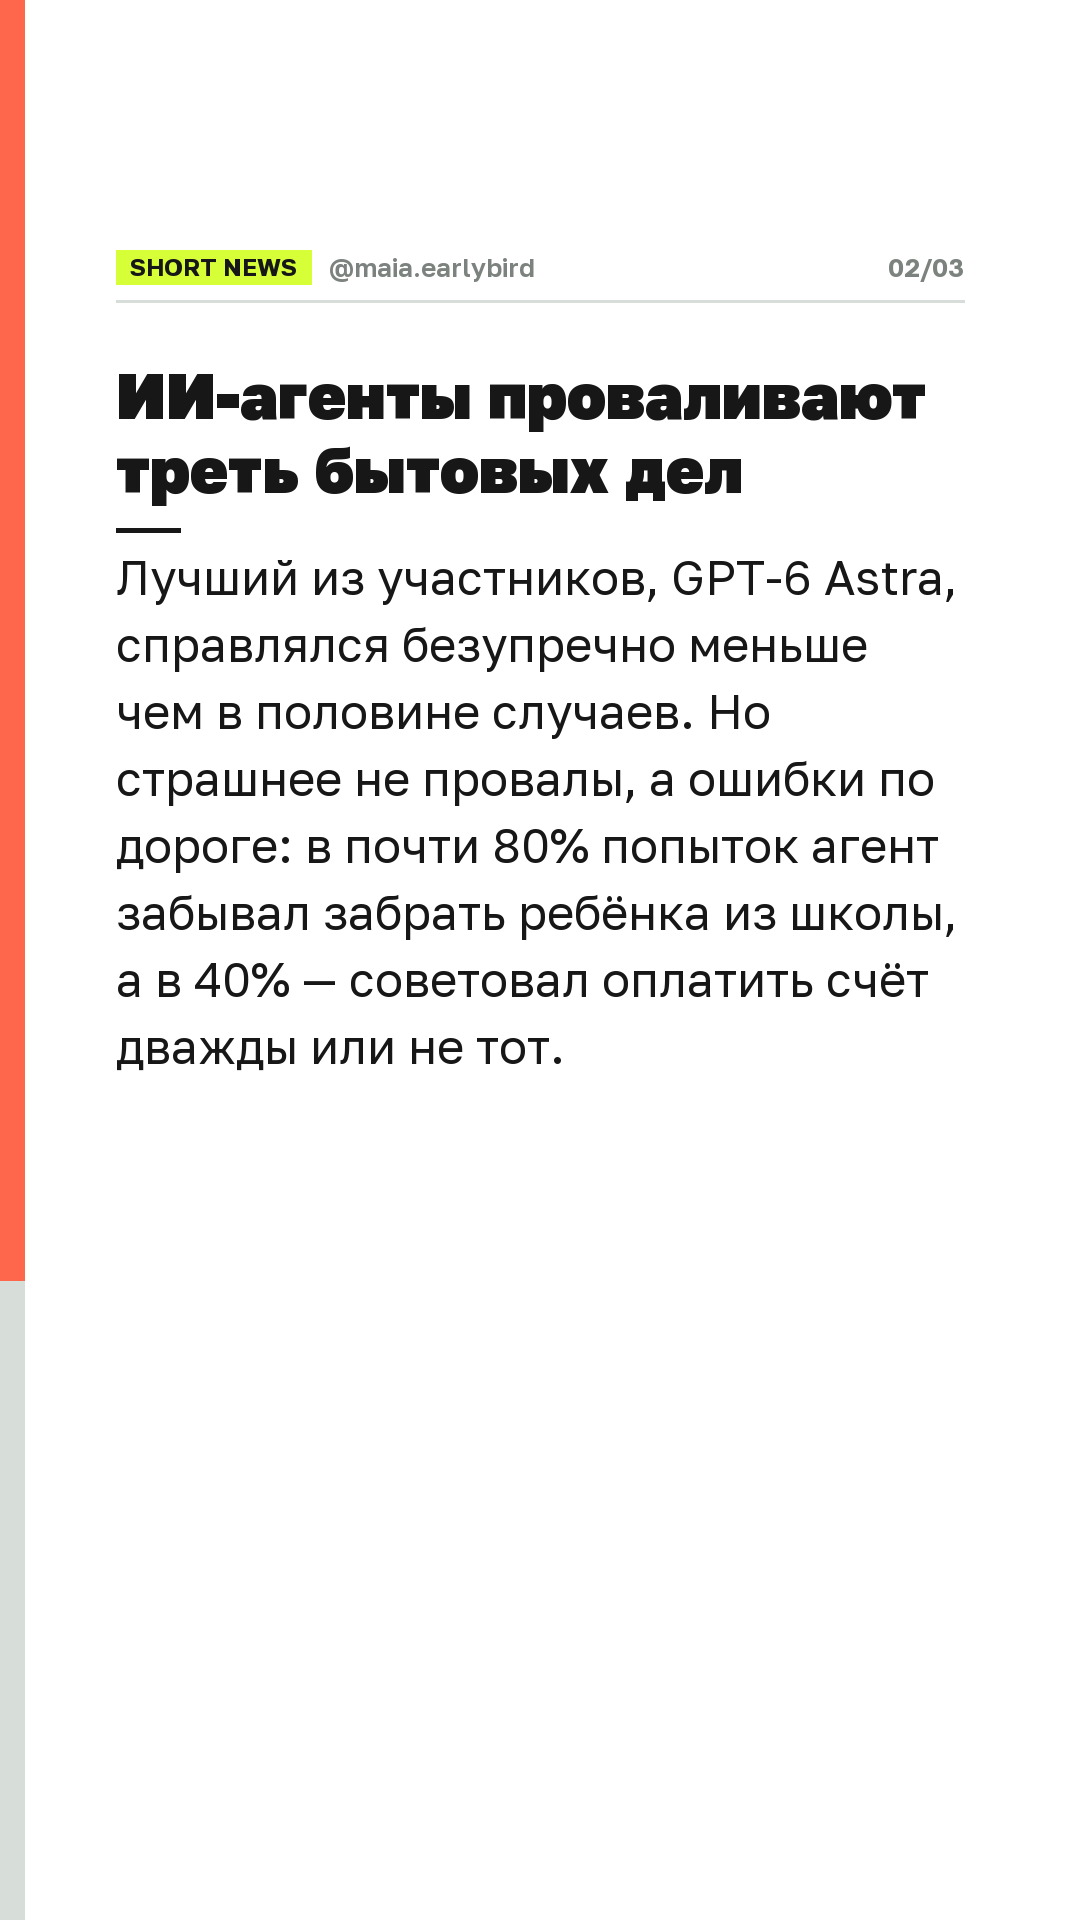 SHORT NEWS @maia.earlybird 02/03
ИИ-агенты проваливают
треть бытовых дел
Лучший из участников, GPT-6 Astra,
справлялся безупречно меньше
чем в половине случаев. Но
страшнее не провалы, а ошибки по
дороге: в почти 80% попыток агент
забывал забрать ребёнка из школы,
а в 40% — советовал оплатить счёт
дважды или не тот.